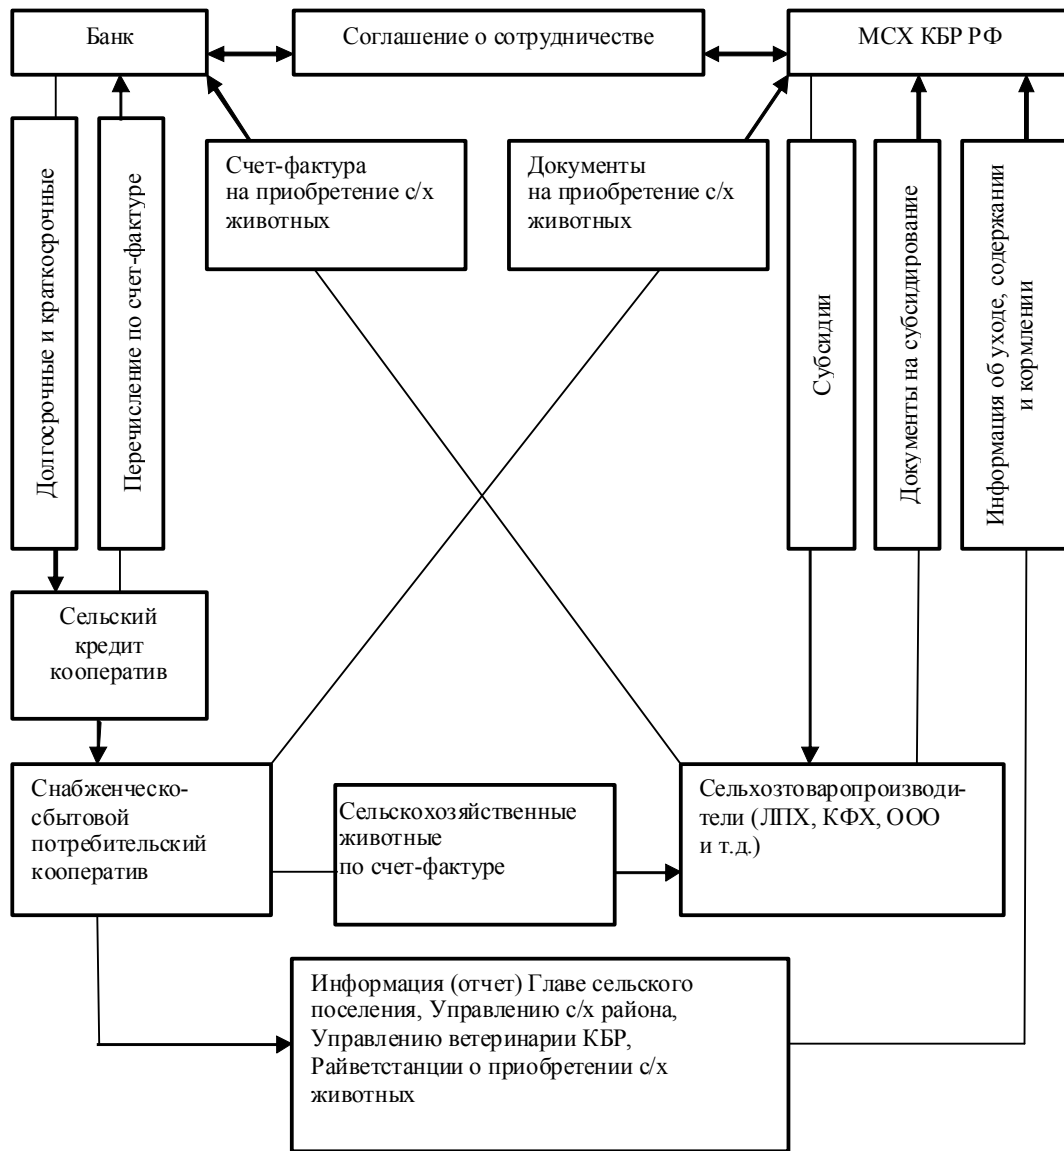 Банк
Соглашение о сотрудничестве
МСХ КБР РФ
Долгосрочные и краткосрочные
Перечисление по счет-фактуре
Счет-фактура
на приобретение с/х
животных
Документы
на приобретение с/х
животных
Субсидии
Документы на субсидирование
Информация об уходе, содержании
и кормлении
Сельский
кредит
кооператив
Снабженческо-
сбытовой
потребительский
кооператив
Сельскохозяйственные
животные
по счет-фактуре
Сельхозтоваропроизводи-
тели (ЛПХ, КФХ, ООО
и т.д.)
Информация (отчет) Главе сельского
поселения, Управлению с/х района,
Управлению ветеринарии КБР,
Райветстанции о приобретении с/х
животных